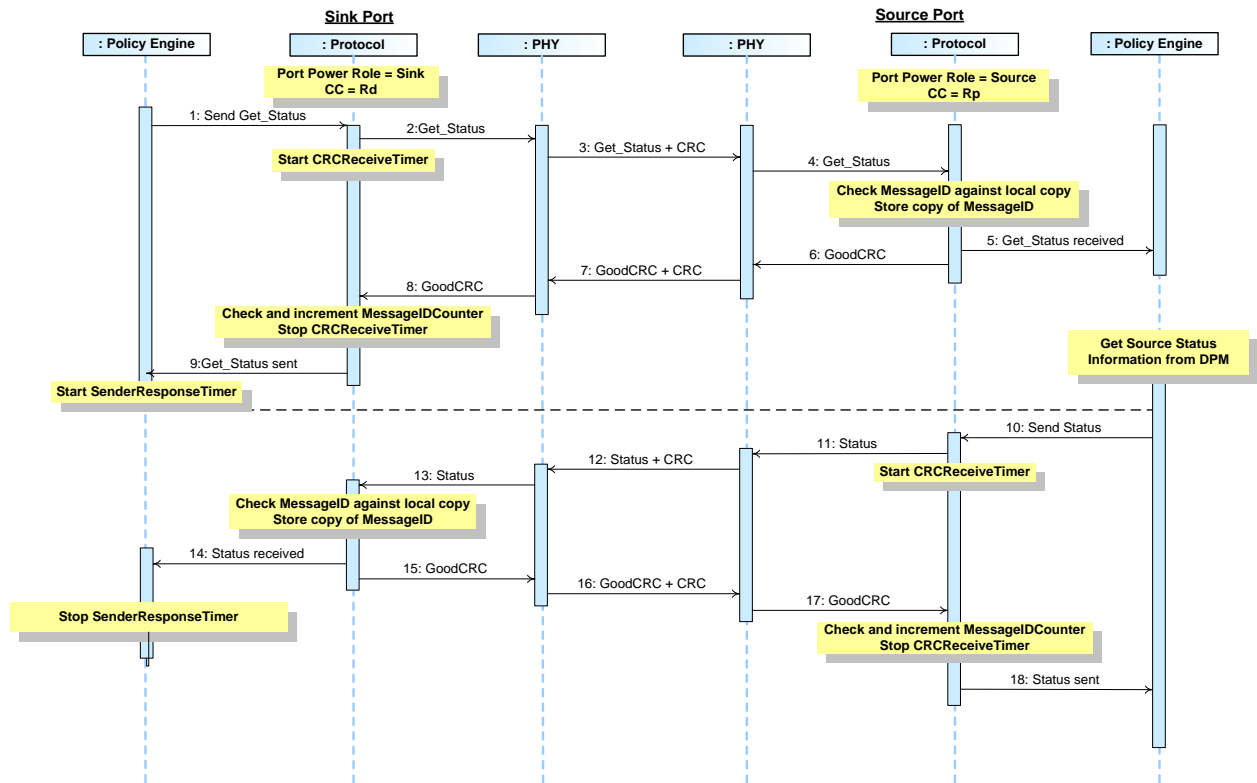 Sink Port
Source Port
: Policy Engine
: Protocol
: PHY
: PHY
: Protocol
: Policy Engine
Port Power Role = Sink
CC = Rd
Port Power Role = Source
CC = Rp
1: Send Get_Status
2:Get_Status
Start CRCReceiveTimer
3: Get_Status + CRC
4: Get_Status
Check MessageID against local copy
Store copy of MessageID
5: Get_Status received
6: GoodCRC
7: GoodCRC + CRC
8: GoodCRC
Check and increment MessageIDCounter
Stop CRCReceiveTimer
9:Get_Status sent
Start SenderResponseTimer
Get Source Status
Information from DPM
10: Send Status
11: Status
Start CRCReceiveTimer
12: Status + CRC
13: Status
Check MessageID against local copy
Store copy of MessageID
14: Status received
15: GoodCRC
16: GoodCRC + CRC
17: GoodCRC
Stop SenderResponseTimer
Check and increment MessageIDCounter
Stop CRCReceiveTimer
18: Status sent